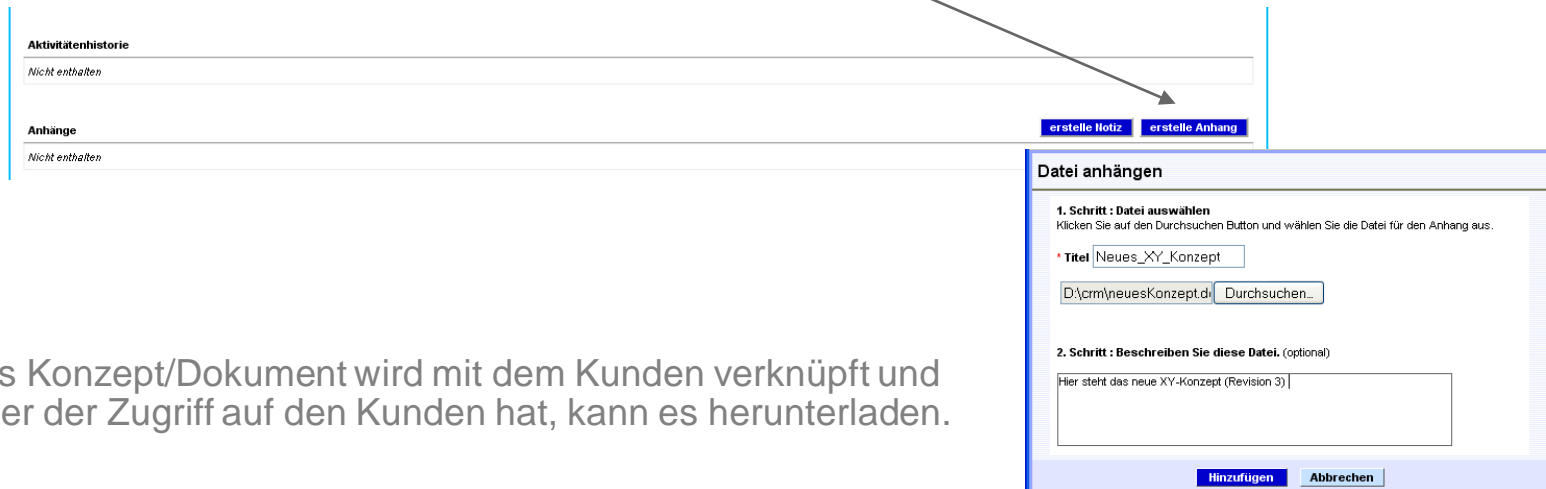 Aktivitätenhistorie
Nicht enthalten
Anhänge
erstelle Notiz erstelle Anhang
Nicht enthalten
Datei anhängen
1. Schritt : Datei auswählen
Klicken Sie auf den Durchsuchen Button und wählen Sie die Datei für den Anhang aus.
* Titel Neues_XY_Konzept
D:\crm\neuesKonzept.d Durchsuchen...
2. Schritt : Beschreiben Sie diese Datei. (optional)
Hier steht das neue XY-Konzept (Revision 3)
Hinzufügen Abbrechen
s Konzept/Dokument wird mit dem Kunden verknüpft und
er der Zugriff auf den Kunden hat, kann es herunterladen.